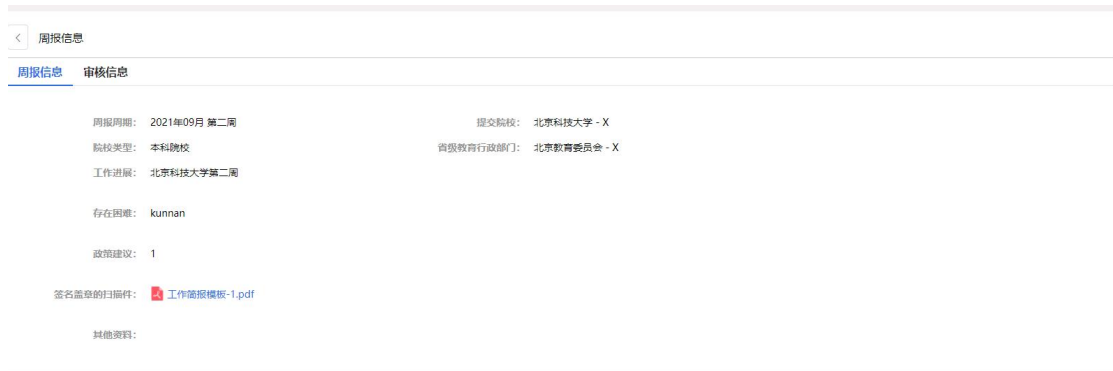 周报信息
周报信息 审核信息
周报周期： 2021年09月 第二周 提交院校： 北京科技大学 - X
院校类型： 本科院校 省级教育行政部门： 北京教育委员会 - X
工作进展： 北京科技大学第二周
存在困难： kunnan
政策建议： 1
签名盖章的扫描件： 工作简报模板-1.pdf
其他资料：